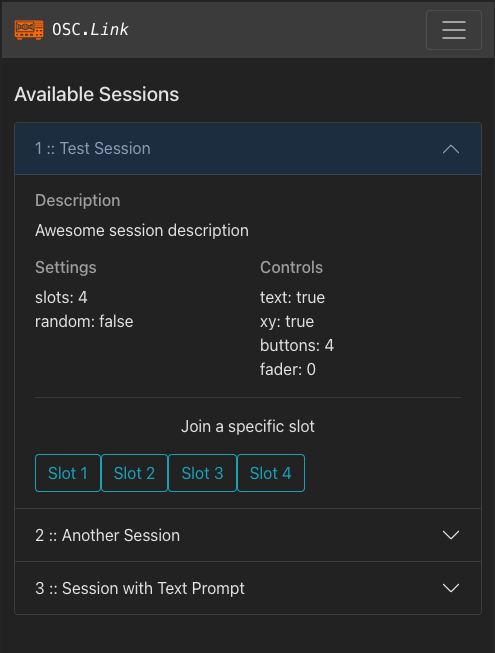 OSC.Link
Available Sessions
1 :: Test Session
Description
Awesome session description
Settings
slots: 4
random: false
Controls
text: true
xy: true
buttons: 4
fader: 0
Join a specific slot
Slot 1 Slot 2 Slot 3 Slot 4
2 :: Another Session
3 :: Session with Text Prompt